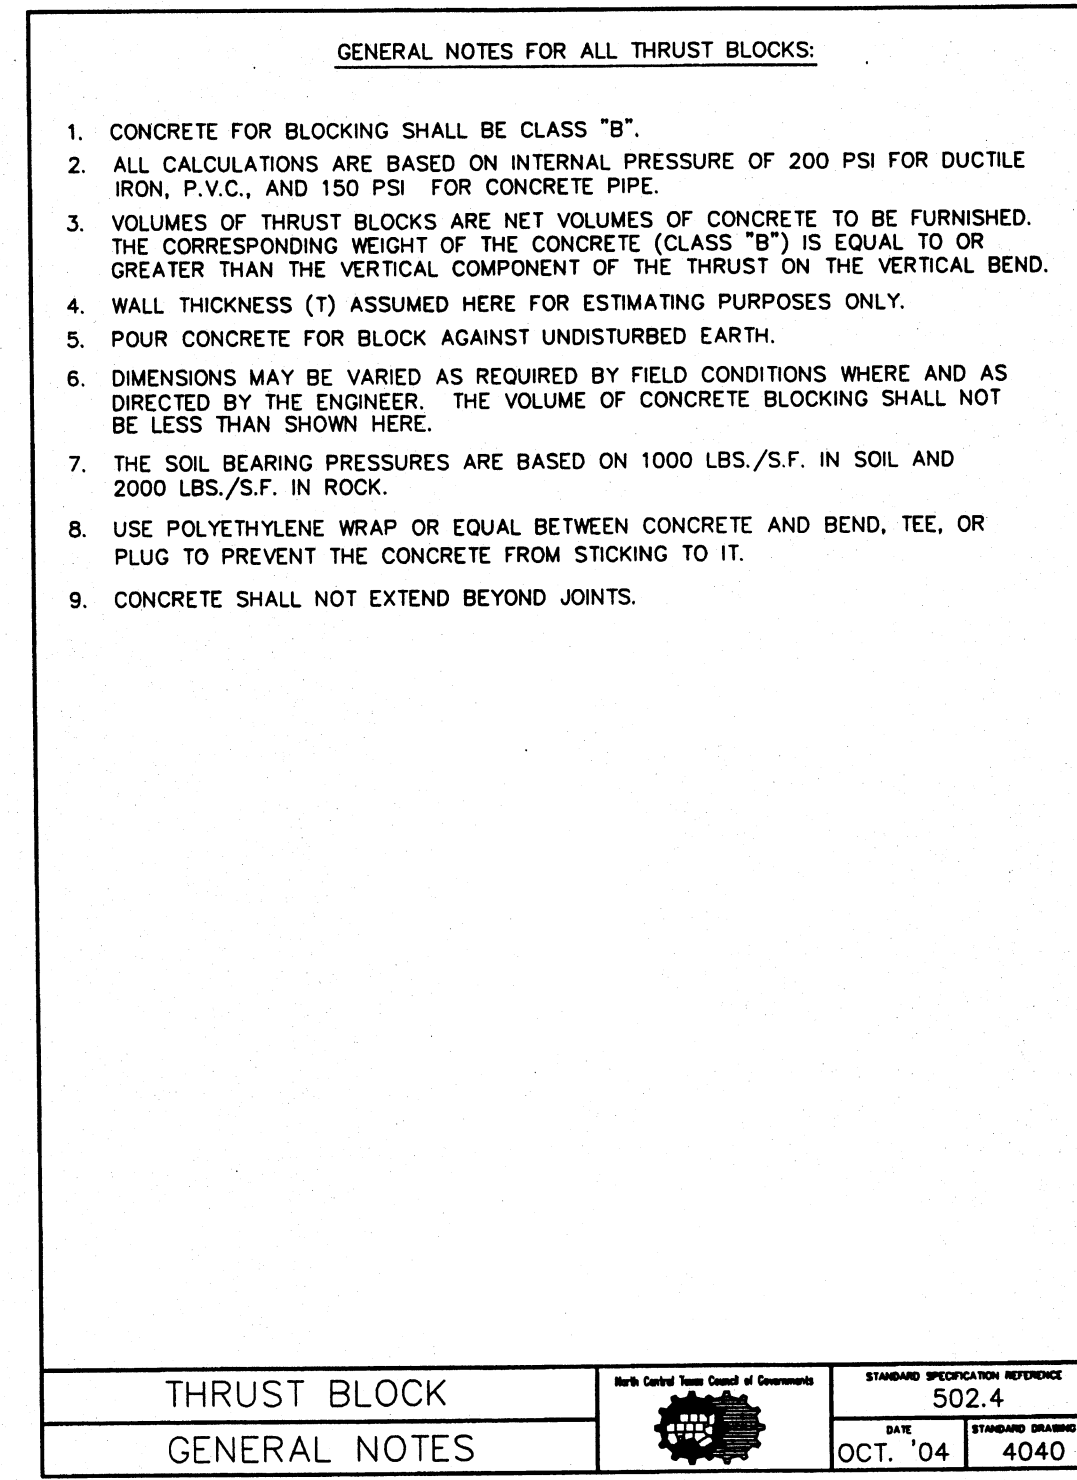 GENERAL NOTES FOR ALL THRUST BLOCKS:
1. CONCRETE FOR BLOCKING SHALL BE CLASS "B".
2. ALL CALCULATIONS ARE BASED ON INTERNAL PRESSURE OF 200 PSI FOR DUCTILE
IRON, P.V.C., AND 150 PSI FOR CONCRETE PIPE.
3. VOLUMES OF THRUST BLOCKS ARE NET VOLUMES OF CONCRETE TO BE FURNISHED.
THE CORRESPONDING WEIGHT OF THE CONCRETE (CLASS "B") IS EQUAL TO OR
GREATER THAN THE VERTICAL COMPONENT OF THE THRUST ON THE VERTICAL BEND.
4. WALL THICKNESS (T) ASSUMED HERE FOR ESTIMATING PURPOSES ONLY.
5. POUR CONCRETE FOR BLOCK AGAINST UNDISTURBED EARTH.
6. DIMENSIONS MAY BE VARIED AS REQUIRED BY FIELD CONDITIONS WHERE AND AS
DIRECTED BY THE ENGINEER. THE VOLUME OF CONCRETE BLOCKING SHALL NOT
BE LESS THAN SHOWN HERE.
7. THE SOIL BEARING PRESSURES ARE BASED ON 1000 LBS./S.F. IN SOIL AND
2000 LBS./S.F. IN ROCK.
8. USE POLYETHYLENE WRAP OR EQUAL BETWEEN CONCRETE AND BEND, TEE, OR
PLUG TO PREVENT THE CONCRETE FROM STICKING TO IT.
9. CONCRETE SHALL NOT EXTEND BEYOND JOINTS.
THRUST BLOCK
GENERAL NOTES
North Central Texas Council of Governments
STANDARD SPECIFICATION REFERENCE
502.4
DATE
OCT. '04
STANDARD DRAWING
4040